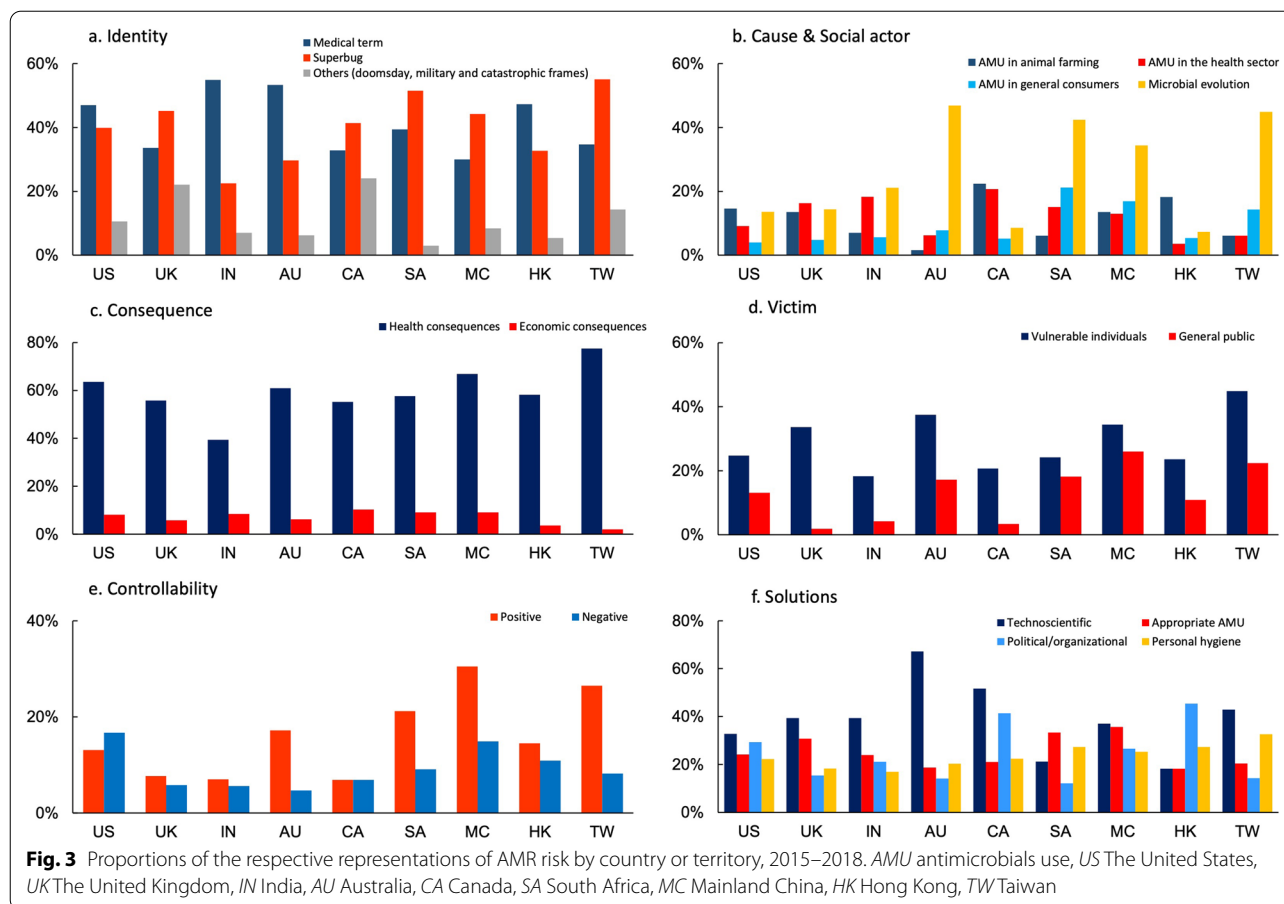 a. Identity
Medical term
Superbug
Others (doomsday, military and catastrophic frames)
60%
40%
20%
0%
US UK IN AU CA SA MC HK TW
b. Cause & Social actor
AMU in animal farming AMU in the health sector
AMU in general consumers Microbial evolution
60%
40%
20%
0%
US UK IN AU CA SA MC HK TW
c. Consequence
Health consequences Economic consequences
80%
60%
40%
20%
0%
US UK IN AU CA SA MC HK TW
d. Victim
Vulnerable individuals General public
60%
40%
20%
0%
US UK IN AU CA SA MC HK TW
e. Controllability
Positive Negative
40%
20%
0%
US UK IN AU CA SA MC HK TW
f. Solutions
Technoscientific Appropriate AMU
Political/organizational Personal hygiene
80%
60%
40%
20%
0%
US UK IN AU CA SA MC HK TW
Fig. 3 Proportions of the respective representations of AMR risk by country or territory, 2015–2018. AMU antimicrobials use, US The United States,
UK The United Kingdom, IN India, AU Australia, CA Canada, SA South Africa, MC Mainland China, HK Hong Kong, TW Taiwan